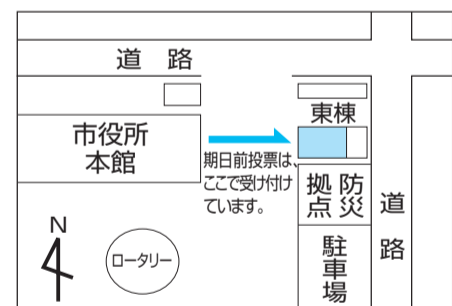 道 路
市役所
本館
期日前投票は、
ここで受け付け
ています。
東棟
防災
拠点
道路
駐車場
N
ロータリー